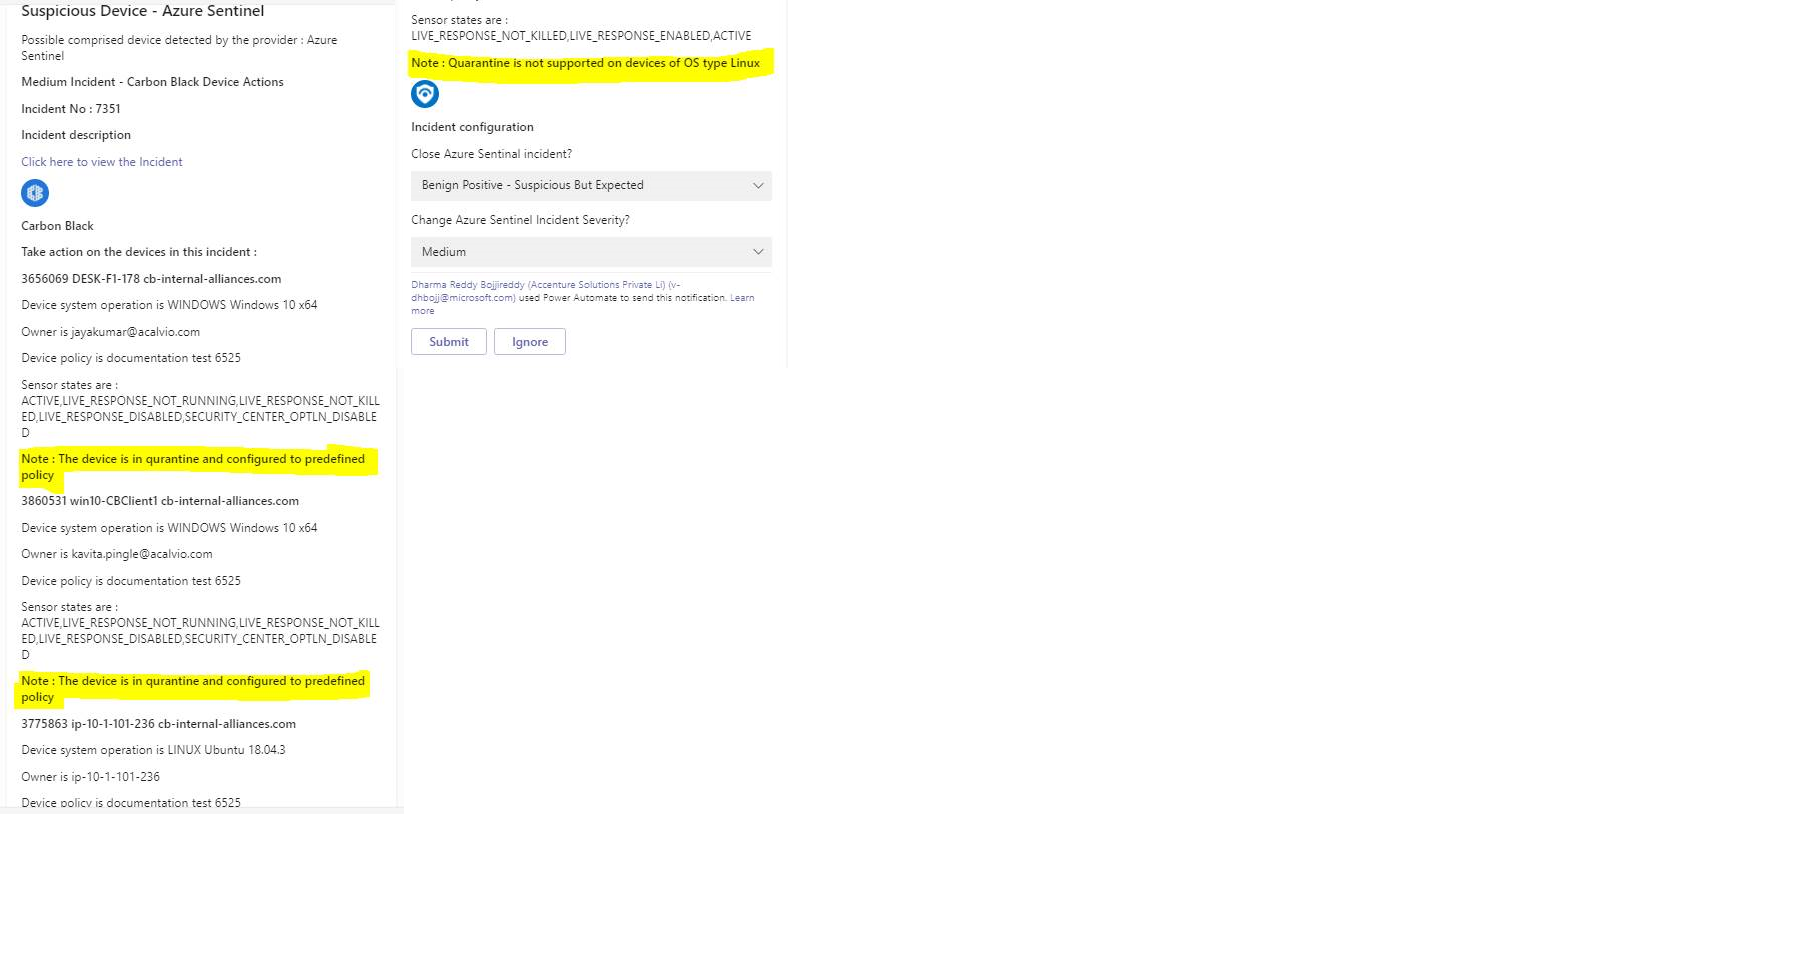 Suspicious Device - Azure Sentinel
Possible comprised device detected by the provider : Azure
Sentinel
Medium Incident - Carbon Black Device Actions
Incident No : 7351
Incident description
Click here to view the Incident
Carbon Black
Take action on the devices in this incident :
3656069 DESK-F1-178 cb-internal-alliances.com
Device system operation is WINDOWS Windows 10 x64
Owner is jayakumar@acalvio.com
Device policy is documentation test 6525
Sensor states are :
ACTIVE,LIVE_RESPONSE_NOT_RUNNING,LIVE_RESPONSE_NOT_KILL
ED,LIVE_RESPONSE_DISABLED,SECURITY_CENTER_OPTLN_DISABLE
D
Note : The device is in qurantine and configured to predefined
policy
3860531 win10-CBClient1 cb-internal-alliances.com
Device system operation is WINDOWS Windows 10 x64
Owner is kavita.pingle@acalvio.com
Device policy is documentation test 6525
Sensor states are :
ACTIVE,LIVE_RESPONSE_NOT_RUNNING,LIVE_RESPONSE_NOT_KILL
ED,LIVE_RESPONSE_DISABLED,SECURITY_CENTER_OPTLN_DISABLE
D
Note : The device is in qurantine and configured to predefined
policy
3775863 ip-10-1-101-236 cb-internal-alliances.com
Device system operation is LINUX Ubuntu 18.04.3
Owner is ip-10-1-101-236
Device policy is documentation test 6525
Sensor states are :
LIVE_RESPONSE_NOT_KILLED,LIVE_RESPONSE_ENABLED,ACTIVE
Note : Quarantine is not supported on devices of OS type Linux
Incident configuration
Close Azure Sentinal incident?
Benign Positive - Suspicious But Expected
Change Azure Sentinel Incident Severity?
Medium
Dharma Reddy Bojjireddy (Accenture Solutions Private Li) (v-
dhbojj@microsoft.com) used Power Automate to send this notification. Learn
more
Submit
Ignore